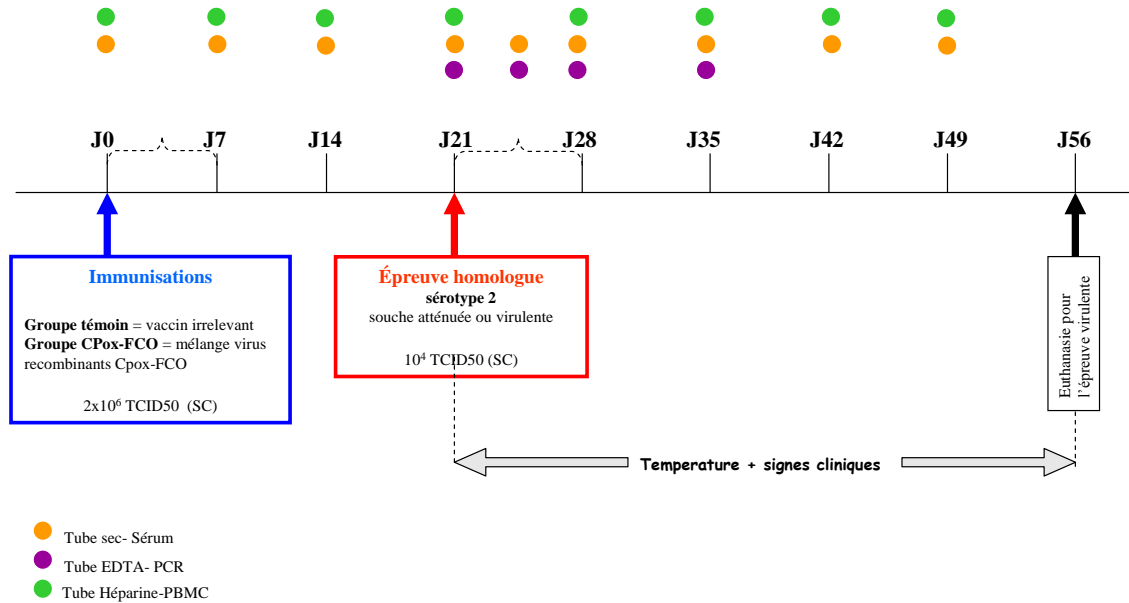 J0 J7 J14 J21 J28 J35 J42 J49 J56
Immunisations
Groupe témoin = vaccin irrelevant
Groupe CPox-FCO = mélange virus
recombinants Cpox-FCO
2x10⁶ TCID50 (SC)
Épreuve homologue
sérotype 2
souche atténuée ou virulente
10⁴ TCID50 (SC)
Euthanasie pour
l'épreuve virulente
Temperature + signes cliniques
Tube sec- Sérum
Tube EDTA- PCR
Tube Héparine-PBMC